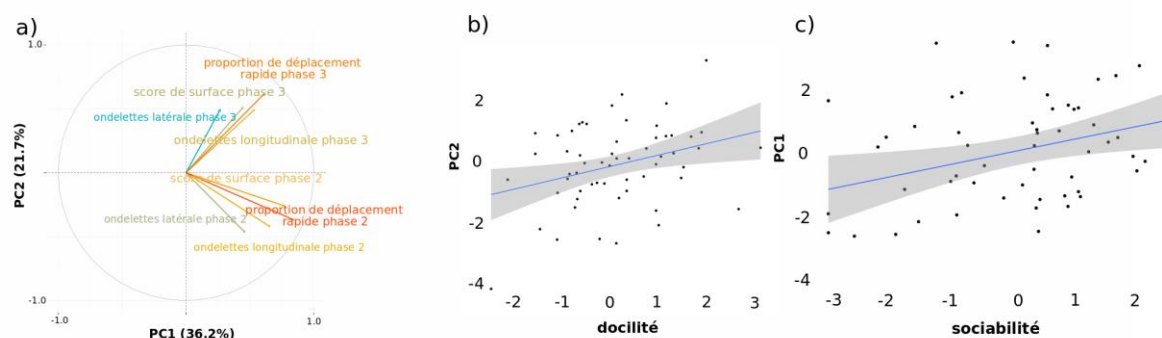 a)
1.0
proportion de déplacement
rapide phase 3
score de surface phase 3
ondelettes latérale phase 3
ondelettes longitudinale phase 3
score de surface phase 2
proportion de déplacement
ondelettes latérale phase 2
rapide phase 2
ondelettes longitudinale phase 2
-1.0
-1.0
1.0
PC2 (21.7%)
PC1 (36.2%)
b)
2
0
-2
-4
PC2
-2
-1
0
1
2
3
docilité
c)
4
2
0
-2
-4
PC1
-3
-2
-1
0
1
2
sociabilité